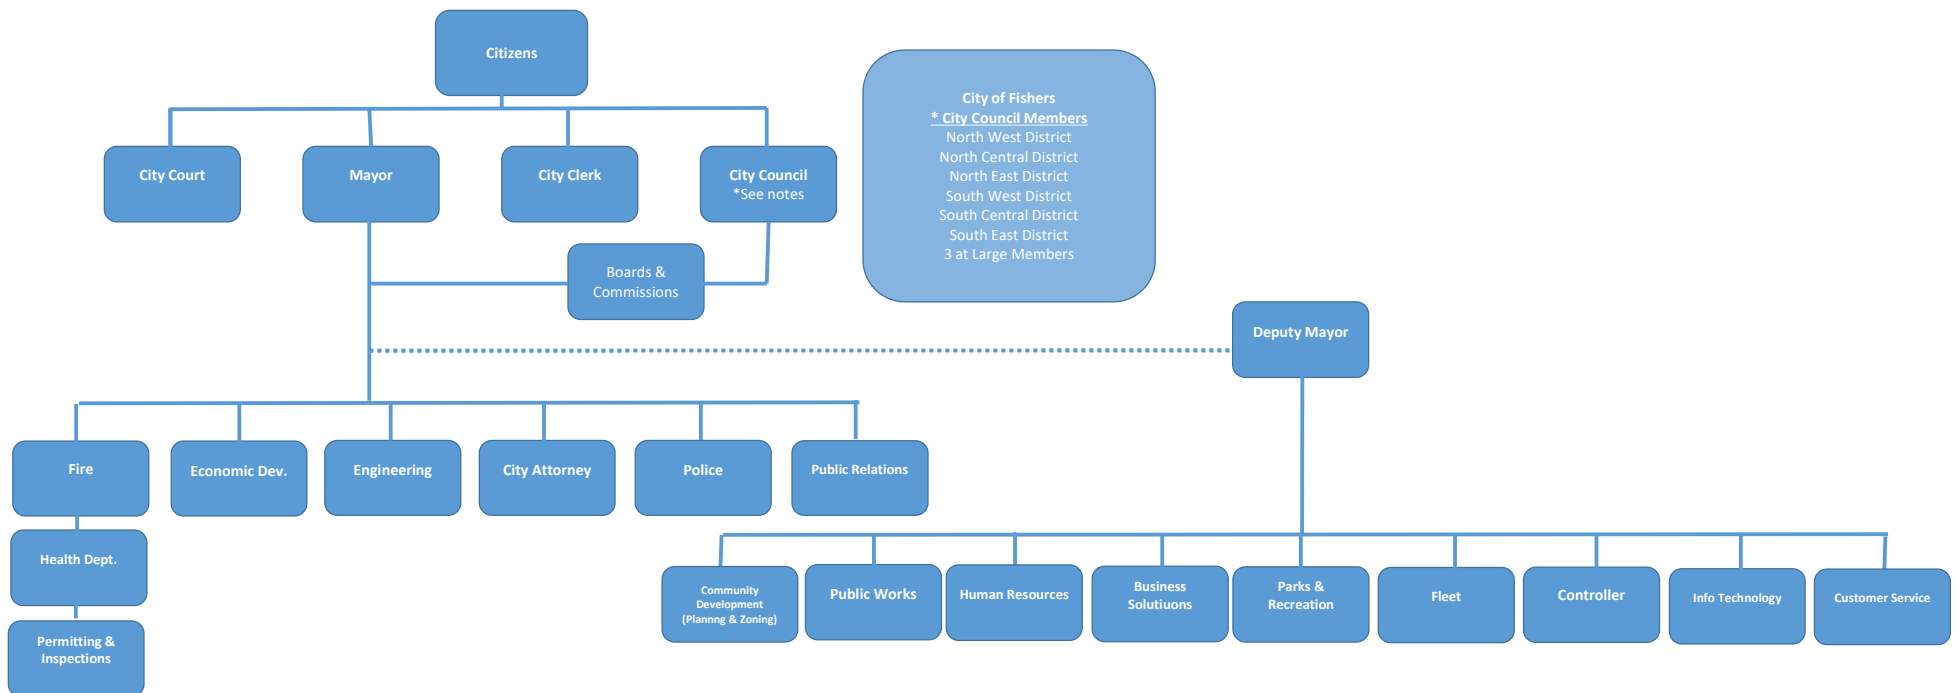 Citizens
City of Fishers
* City Council Members
North West District
North Central District
North East District
South West District
South Central District
South East District
3 at Large Members
City Court
Mayor
City Clerk
City Council
*See notes
Boards &
Commissions
Deputy Mayor
Fire
Economic Dev.
Engineering
City Attorney
Police
Public Relations
Health Dept.
Permitting &
Inspections
Community
Development
(Plannng & Zoning)
Public Works
Human Resources
Business
Solutiuons
Parks &
Recreation
Fleet
Controller
Info Technology
Customer Service